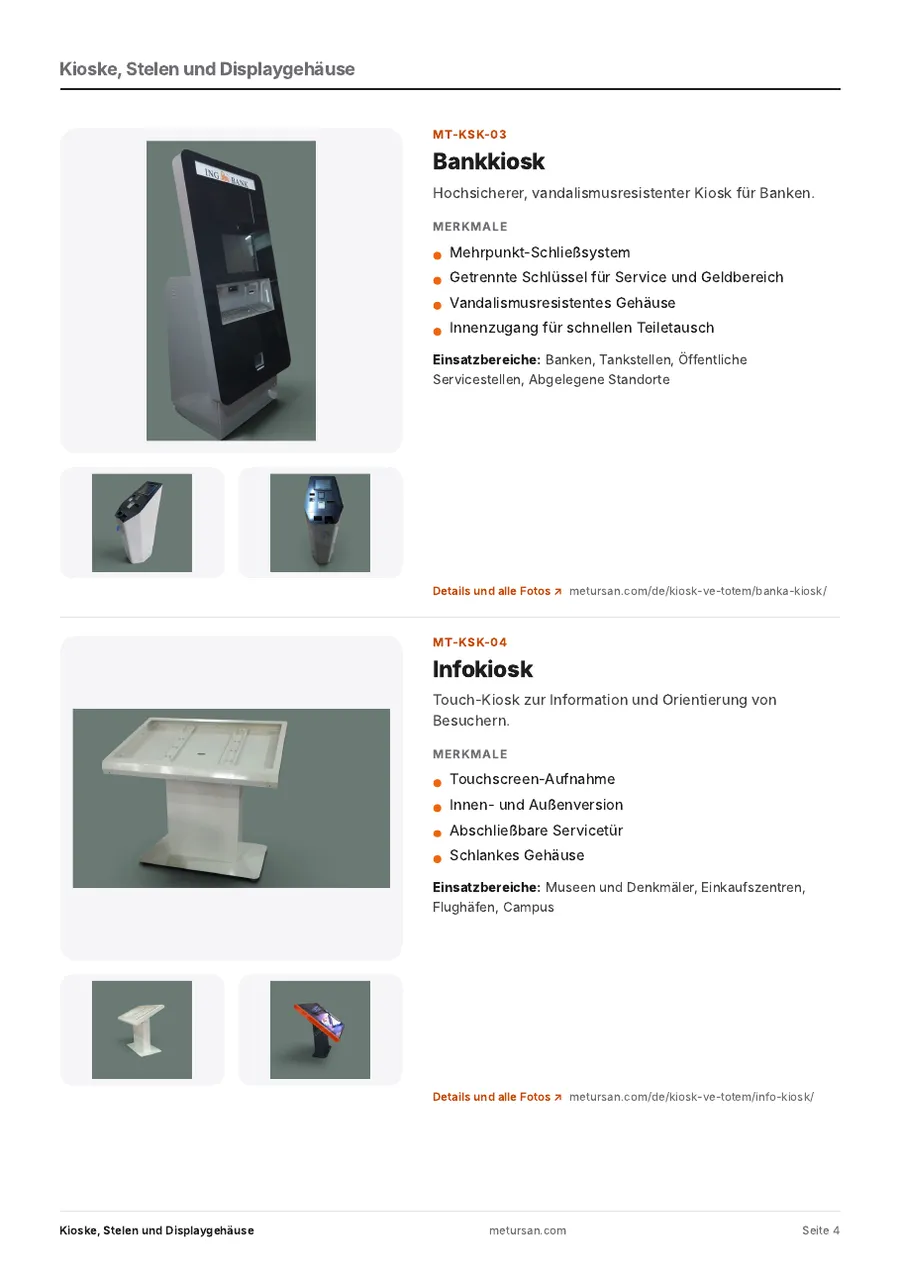 Kioske, Stelen und Displaygehäuse
ING BANK
MT-KSK-03
Bankkiosk
Hochsicherer, vandalismusresistenter Kiosk für Banken.
MERKMALE
Mehrpunkt-Schließsystem
Getrennte Schlüssel für Service und Geldbereich
Vandalismusresistentes Gehäuse
Innenzugang für schnellen Teiletausch
Einsatzbereiche: Banken, Tankstellen, Öffentliche
Servicestellen, Abgelegene Standorte
Details und alle Fotos ↗ metursan.com/de/kiosk-ve-totem/banka-kiosk/
MT-KSK-04
Infokiosk
Touch-Kiosk zur Information und Orientierung von
Besuchern.
MERKMALE
Touchscreen-Aufnahme
Innen- und Außenversion
Abschließbare Servicetür
Schlankes Gehäuse
Einsatzbereiche: Museen und Denkmäler, Einkaufszentren,
Flughäfen, Campus
Details und alle Fotos ↗ metursan.com/de/kiosk-ve-totem/info-kiosk/
Kioske, Stelen und Displaygehäuse
metursan.com
Seite 4